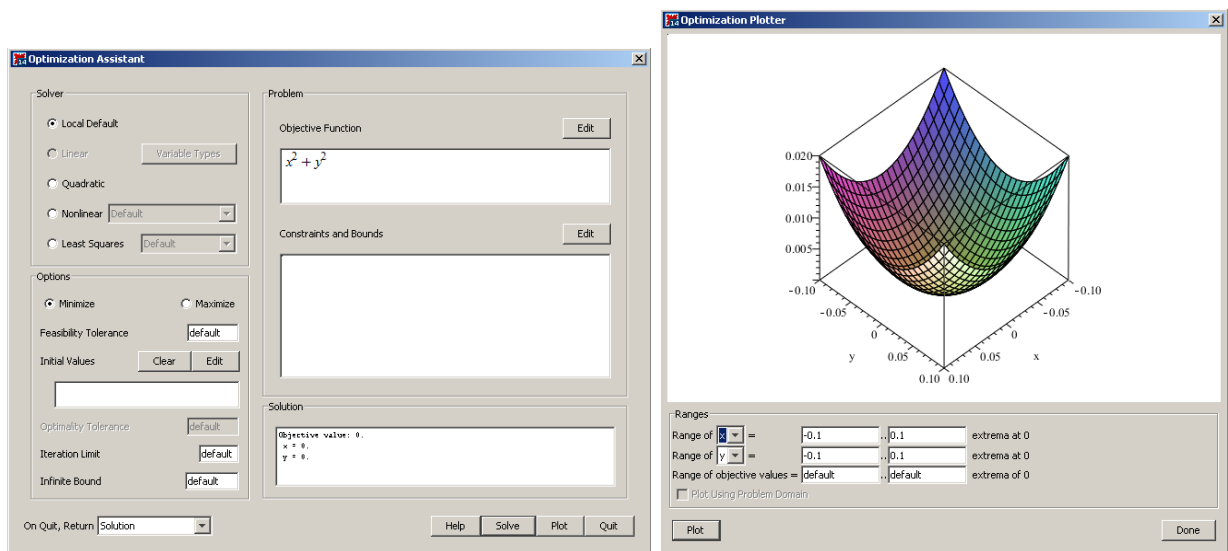 Optimization Assistant
Solver
Local Default
Linear Variable Types
Quadratic
Nonlinear Default
Least Squares Default
Options
Minimize Maximize
Feasibility Tolerance default
Initial Values Clear Edit
Optimality Tolerance default
Iteration Limit default
Infinite Bound default
On Quit, Return Solution
Problem
Objective Function Edit
x² + y²
Constraints and Bounds Edit
Solution
Objective value: 0.
x = 0.
y = 0.
Help Solve Plot Quit
Optimization Plotter
0.020
0.015
0.010
0.005
-0.10 -0.10
-0.05 -0.05
0 0
y 0.05 0.05 x
0.10 0.10
Ranges
Range of x = -0.1 .. 0.1 extrema at 0
Range of y = -0.1 .. 0.1 extrema at 0
Range of objective values = default .. default extrema of 0
Plot Using Problem Domain
Plot Done